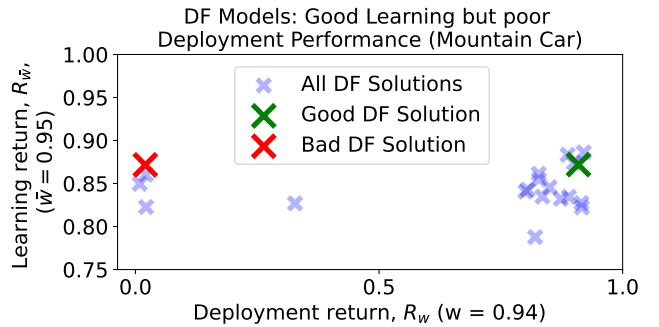 DF Models: Good Learning but poor
Deployment Performance (Mountain Car)
Learning return, R_w̄,
(w̄ = 0.95)
1.00
0.95
0.90
0.85
0.80
0.75
All DF Solutions
Good DF Solution
Bad DF Solution
0.0
0.5
1.0
Deployment return, R_w (w = 0.94)